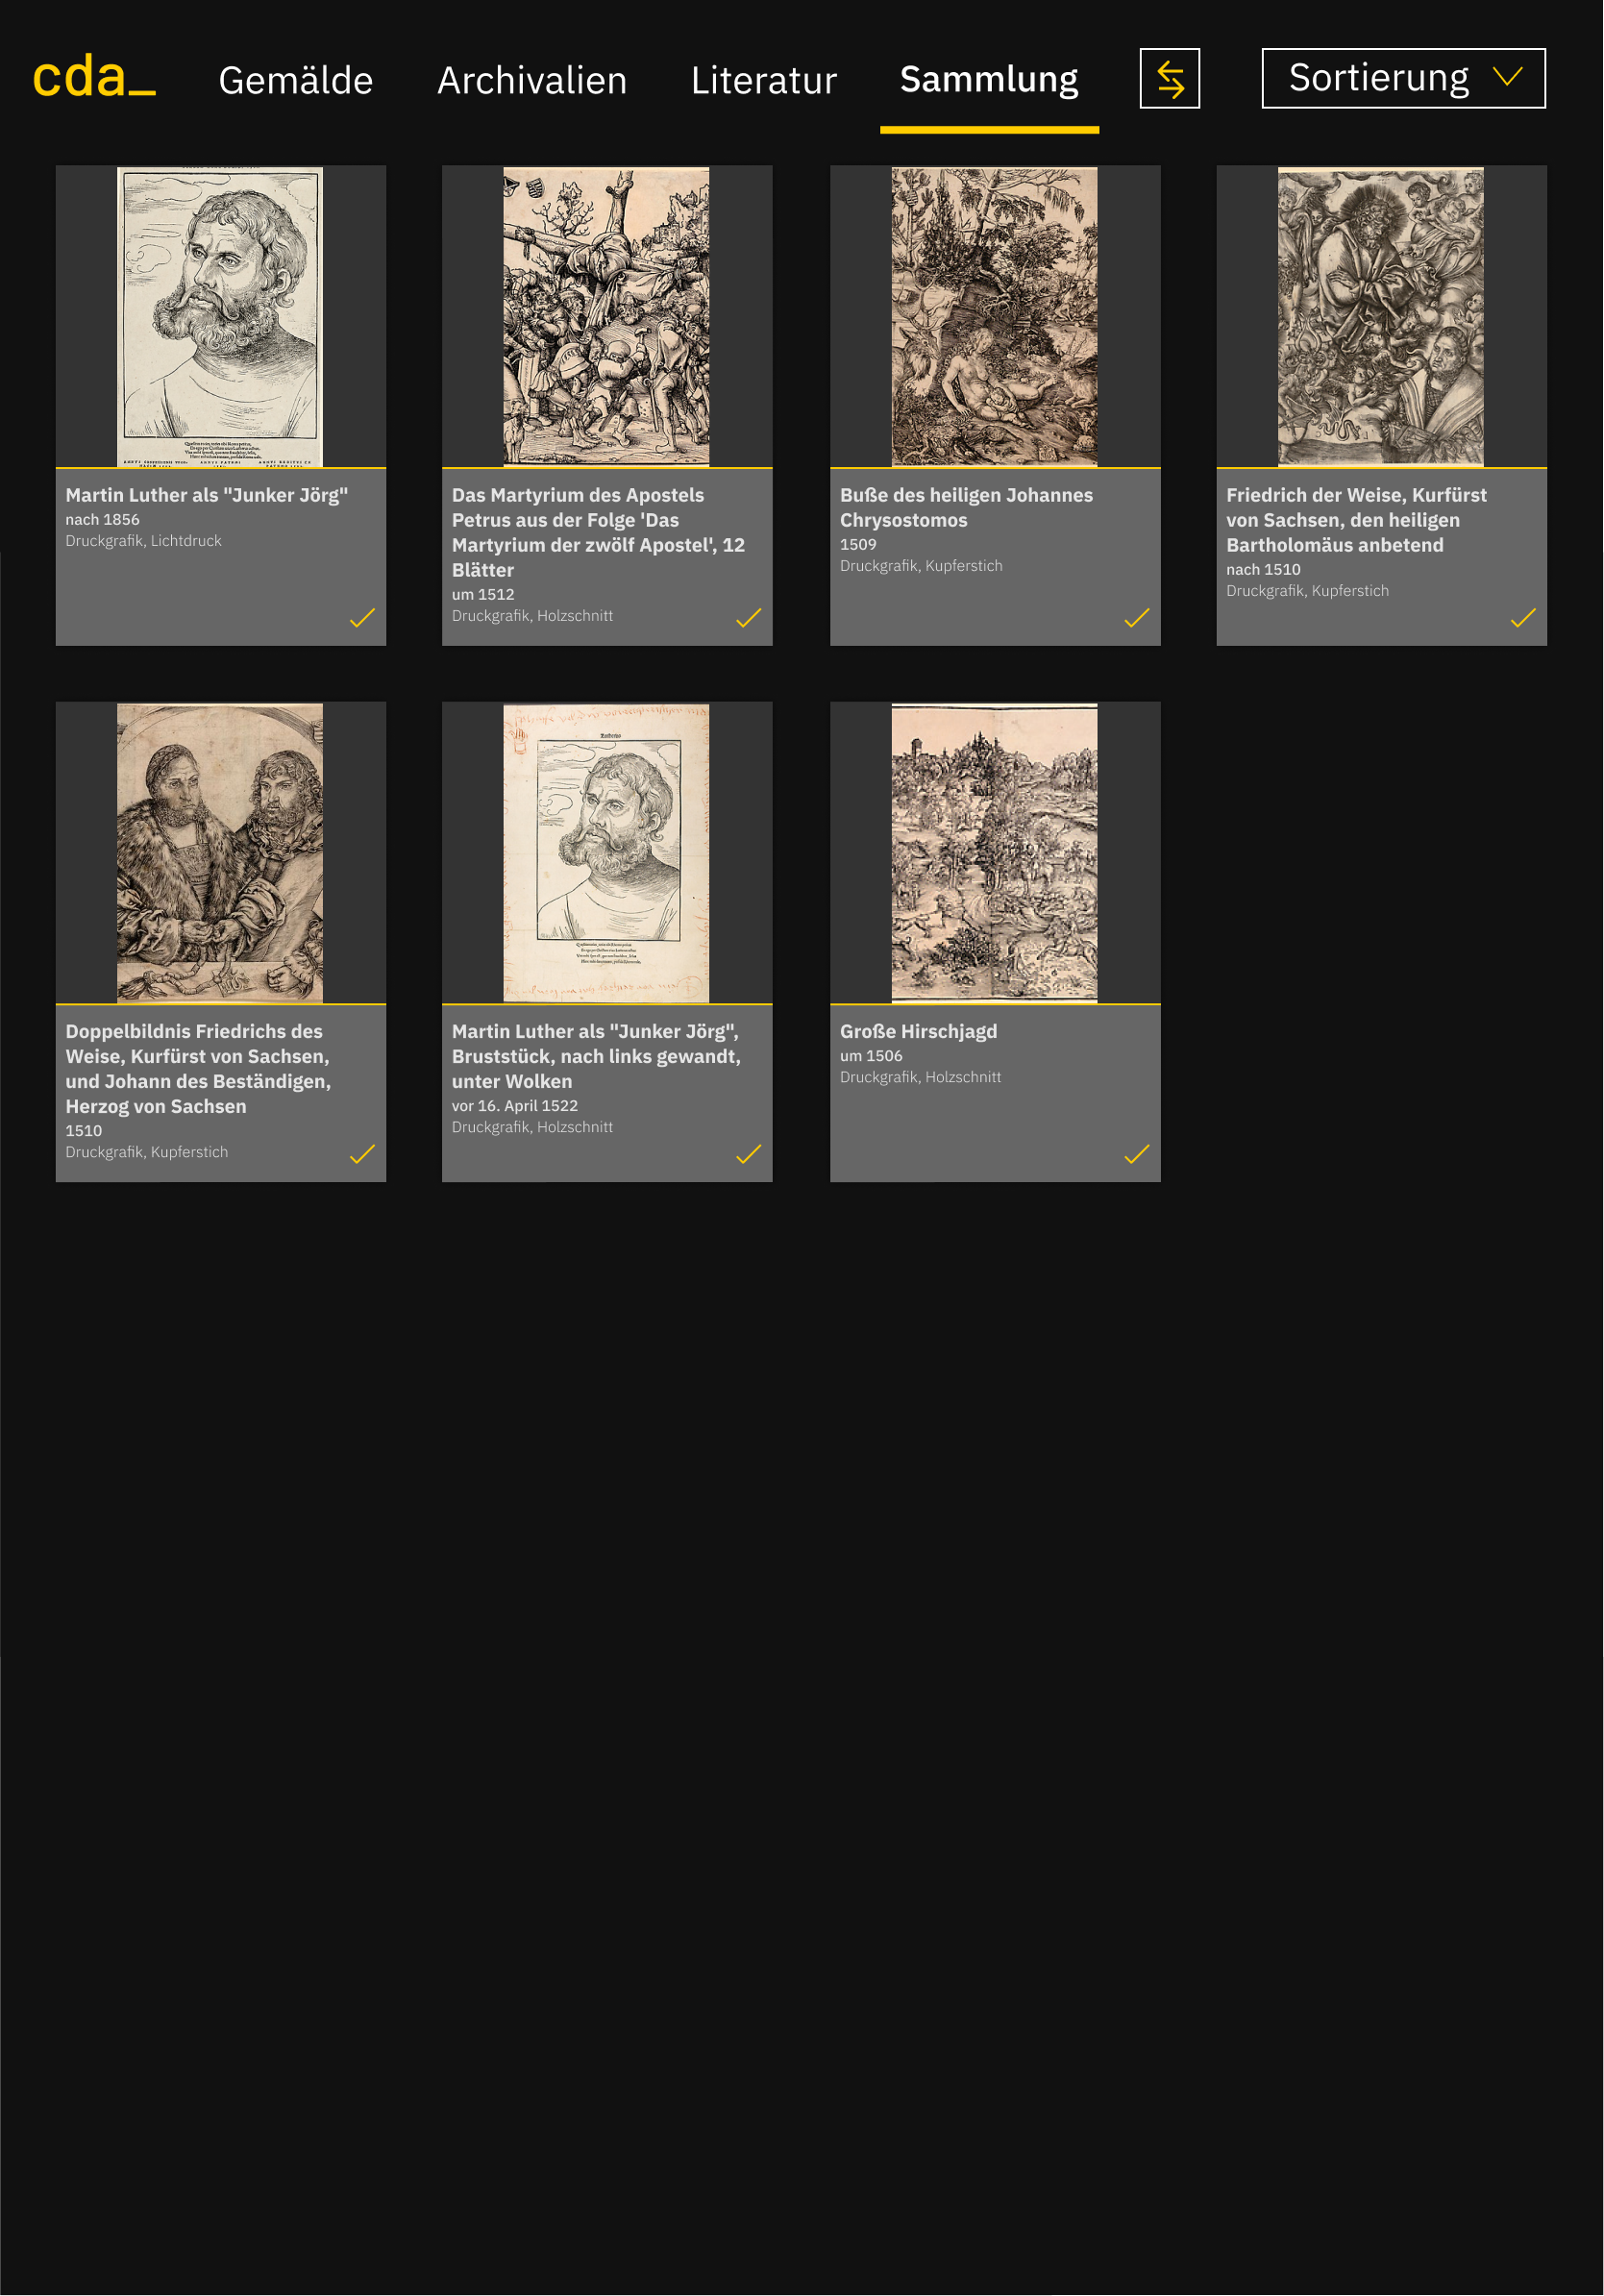 cda_
Gemälde
Archivalien
Literatur
Sammlung
Sortierung
Martin Luther als "Junker Jörg"
nach 1856
Druckgrafik, Lichtdruck
Das Martyrium des Apostels
Petrus aus der Folge 'Das
Martyrium der zwölf Apostel', 12
Blätter
um 1512
Druckgrafik, Holzschnitt
Buße des heiligen Johannes
Chrysostomos
1509
Druckgrafik, Kupferstich
Friedrich der Weise, Kurfürst
von Sachsen, den heiligen
Bartholomäus anbetend
nach 1510
Druckgrafik, Kupferstich
Doppelbildnis Friedrichs des
Weise, Kurfürst von Sachsen,
und Johann des Beständigen,
Herzog von Sachsen
1510
Druckgrafik, Kupferstich
Martin Luther als "Junker Jörg",
Bruststück, nach links gewandt,
unter Wolken
vor 16. April 1522
Druckgrafik, Holzschnitt
Große Hirschjagd
um 1506
Druckgrafik, Holzschnitt